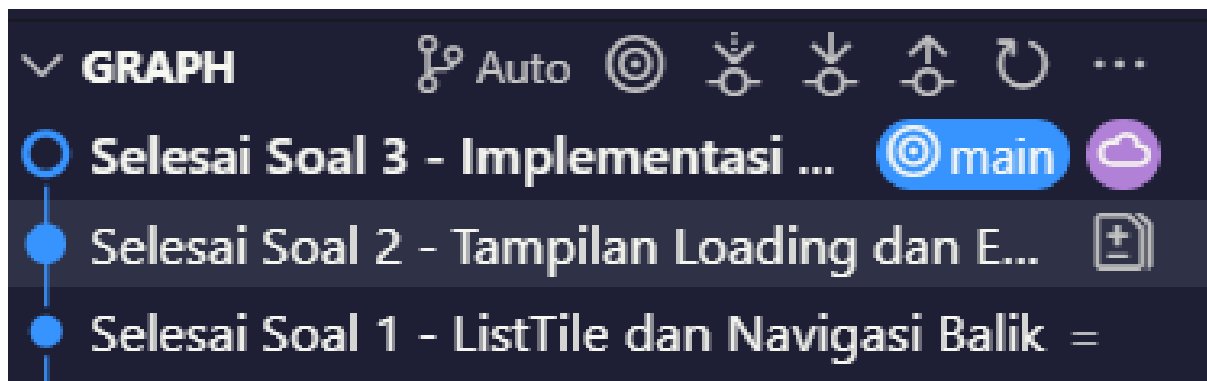 GRAPH Auto ...
Selesai Soal 3 - Implementasi ... main
Selesai Soal 2 - Tampilan Loading dan E...
Selesai Soal 1 - ListTile dan Navigasi Balik =